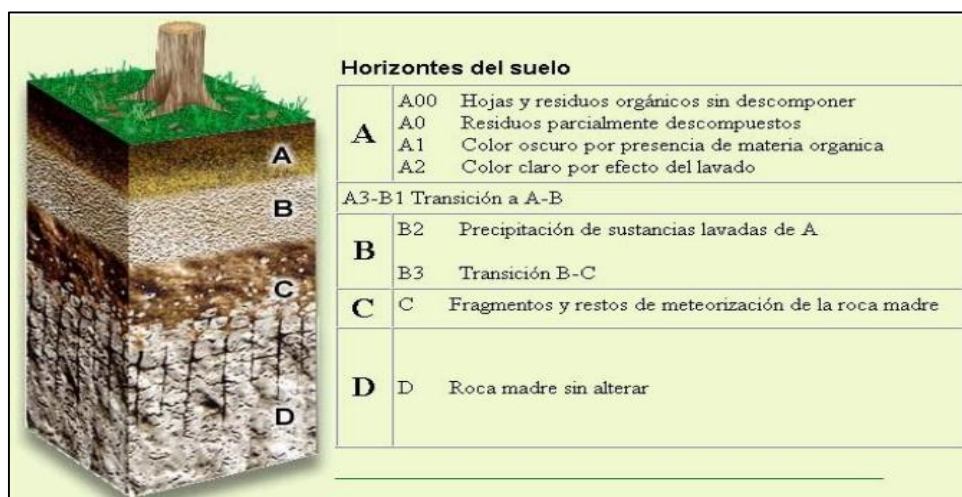 Horizontes del suelo
A
A00 Hojas y residuos orgánicos sin descomponer
A0 Residuos parcialmente descompuestos
A1 Color oscuro por presencia de materia organica
A2 Color claro por efecto del lavado
A3-B1 Transición a A-B
B
B2 Precipitación de sustancias lavadas de A
B3 Transición B-C
C
C Fragmentos y restos de meteorización de la roca madre
D
D Roca madre sin alterar
A
B
C
D